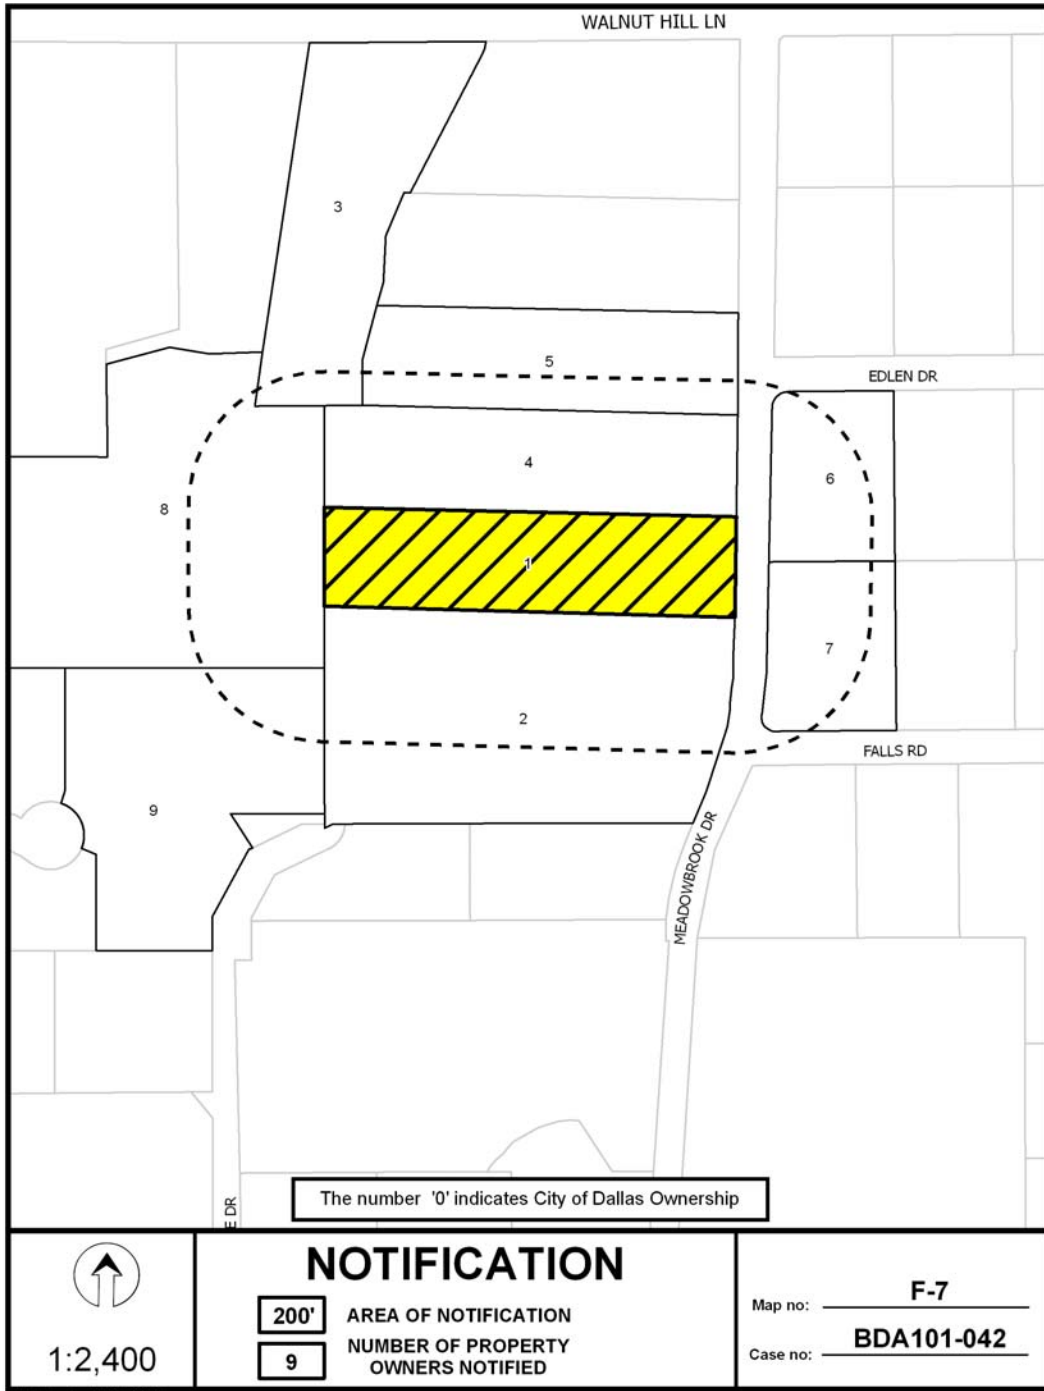 WALNUT HILL LN
3
5
EDLEN DR
4
6
8
1
7
2
FALLS RD
9
MEADOWBROOK DR
E DR
The number '0' indicates City of Dallas Ownership
NOTIFICATION
200' AREA OF NOTIFICATION
9 NUMBER OF PROPERTY
OWNERS NOTIFIED
1:2,400
Map no: F-7
Case no: BDA101-042